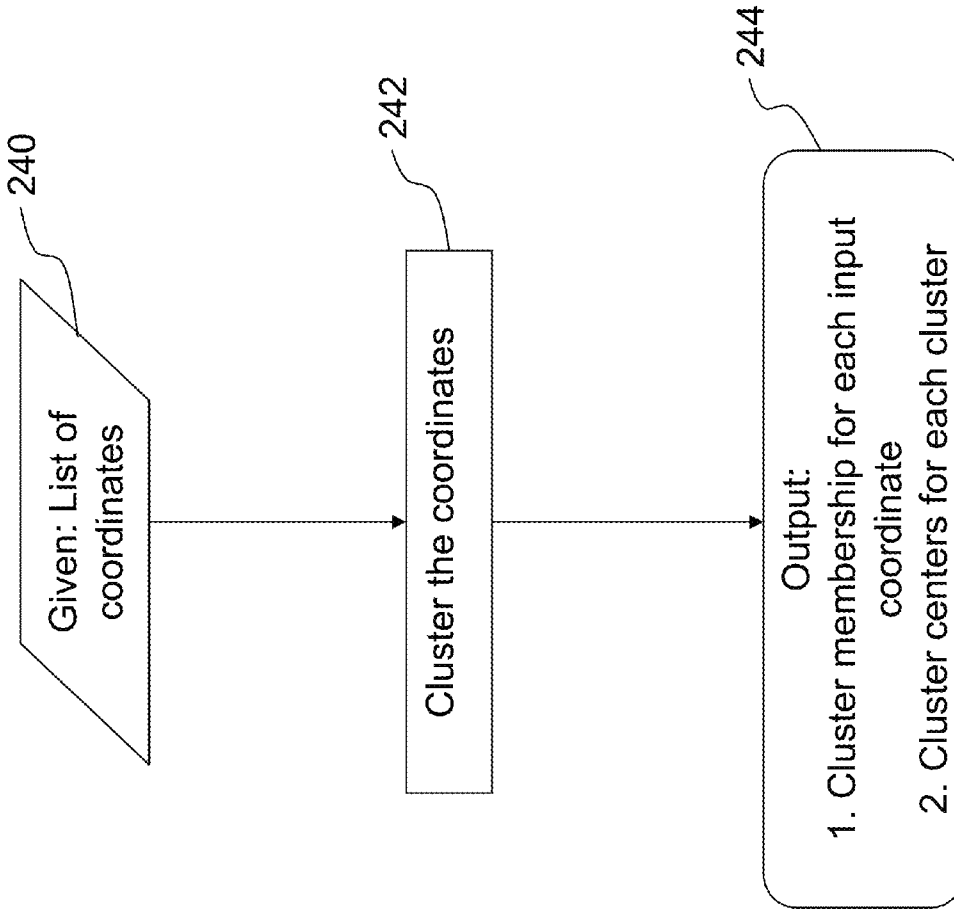 240
Given: List of
coordinates
242
Cluster the coordinates
244
Output:
1. Cluster membership for each input
coordinate
2. Cluster centers for each cluster